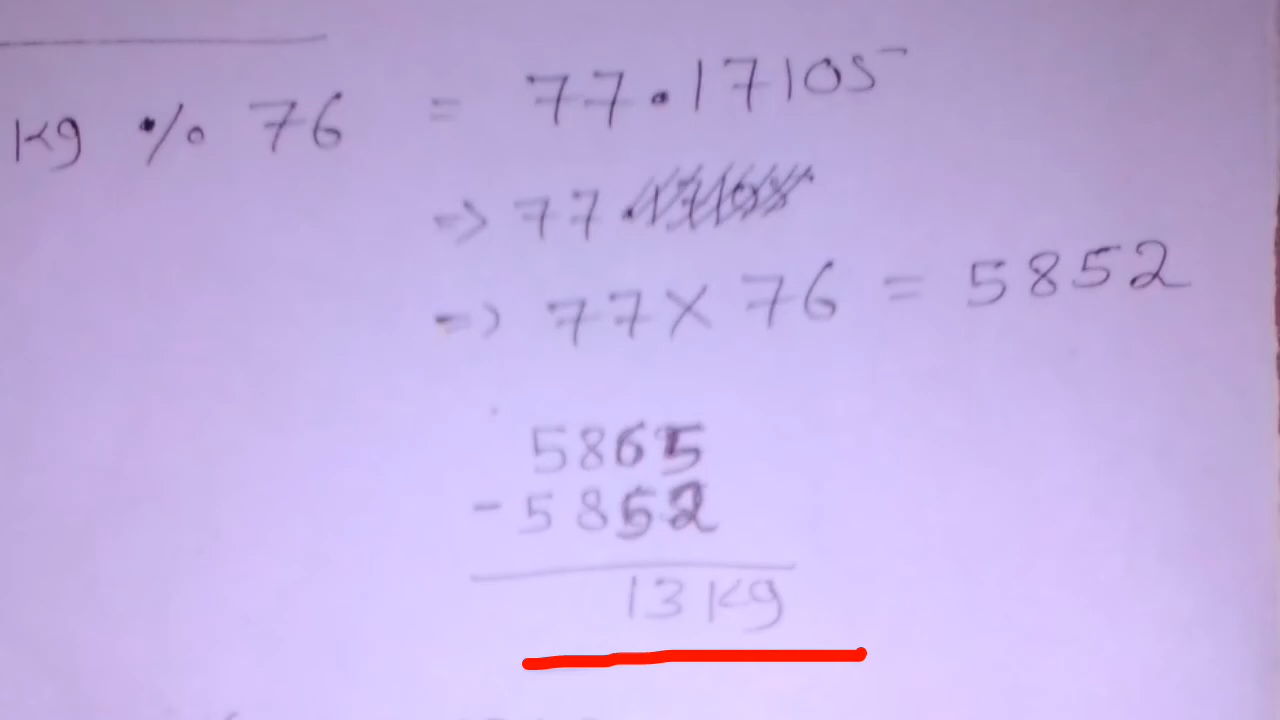 kg % 76 = 77.17105
=> 77
=> 77 X 76 = 5852
5865
- 5852
13 kg